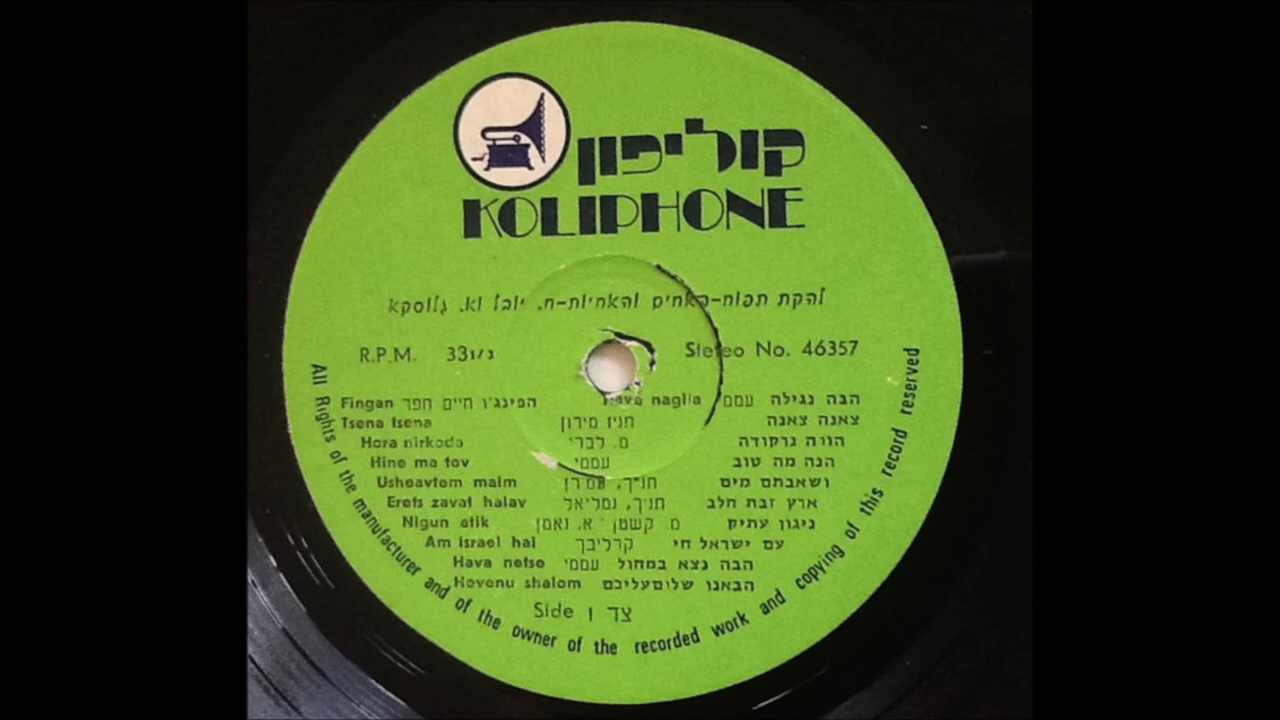 קוליפון
KOLIPHONE
להקת תפוח-האחים והאחיות-ח. יובל וא. גלוסקא
R.P.M. 33 1/3 Stereo No. 46357
Fingan הפינג'ו חיים חפר Hava naglia הבה נגילה עממי
Tsena tsena צאנה צאנה
Hora nirkoda מ. לברי הורה נרקודה
Hine ma tov עממי הנה מה טוב
Usheavtem maim ושאבתם מים
Erets zavat halav ארץ זבת חלב
Nigun atik א. נאמן ניגון עתיק
Am israel hai קרליבך עם ישראל חי
Hava netse עממי הבה נצא במחול
Hevenu shalom הבאנו שלום עליכם
Side 1 צד
All Rights of the manufacturer and of the owner of the recorded work and copying of this record reserved